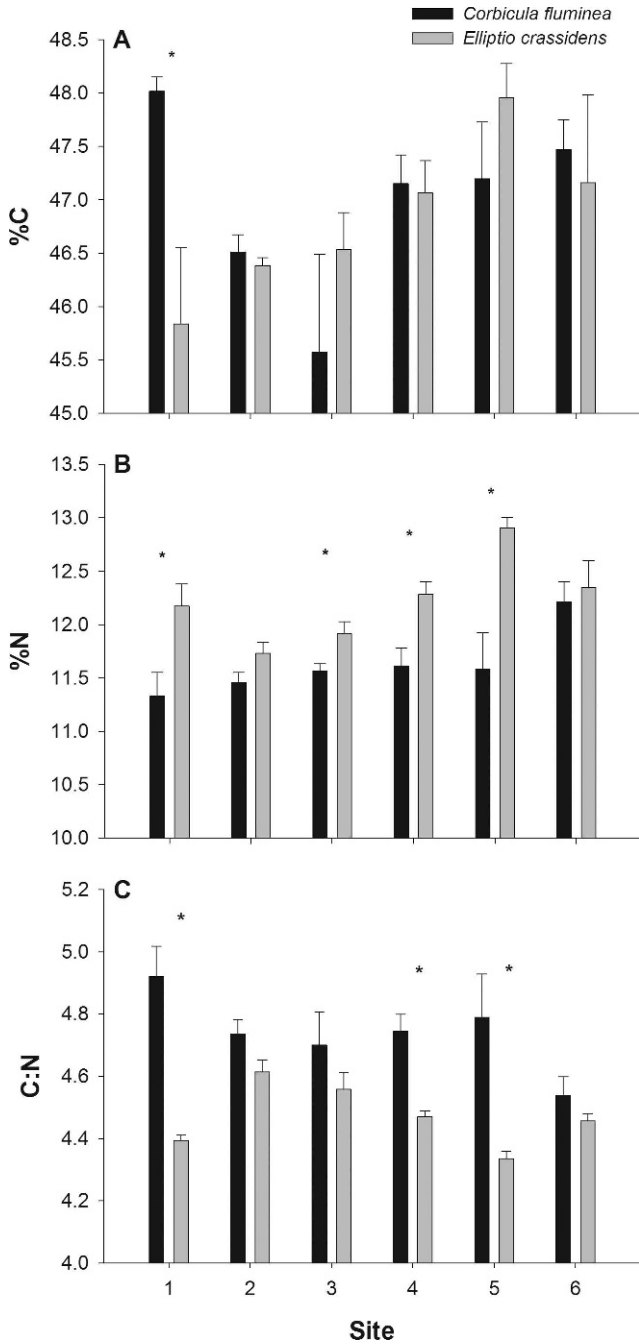 Corbicula fluminea
Elliptio crassidens
A
48.5
48.0
47.5
47.0
46.5
46.0
45.5
45.0
%C
*
B
13.5
13.0
12.5
12.0
11.5
11.0
10.5
10.0
%N
* * * *
C
5.2
5.0
4.8
4.6
4.4
4.2
4.0
C:N
* * *
1 2 3 4 5 6
Site